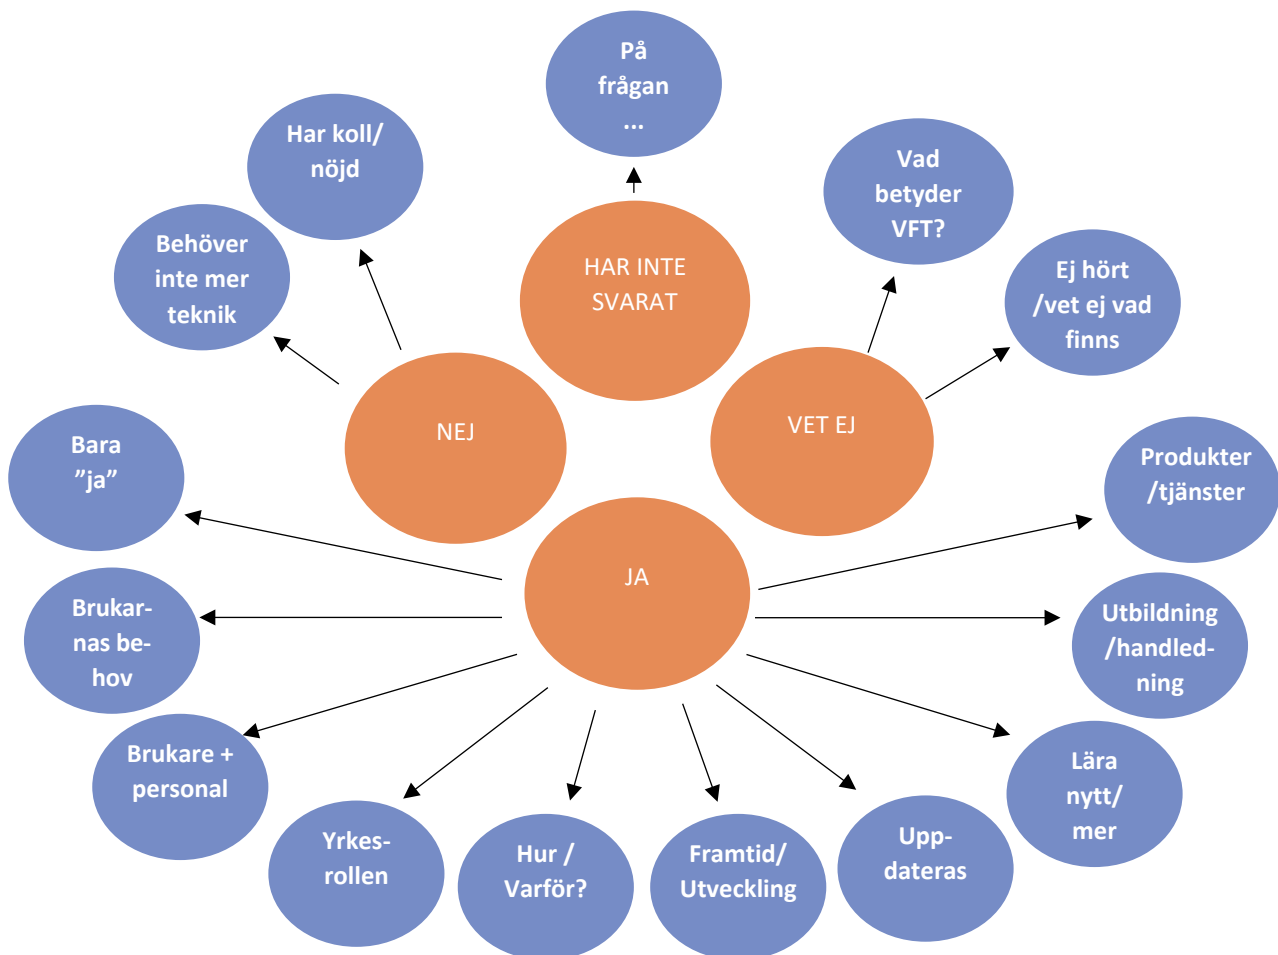 På
frågan
...
Har koll/
nöjd
Vad
betyder
VFT?
Behöver
inte mer
teknik
HAR INTE
SVARAT
Ej hört
/vet ej vad
finns
NEJ
VET EJ
Bara
”ja”
Produkter
/tjänster
JA
Brukar-
nas be-
hov
Utbildning
/handled-
ning
Brukare +
personal
Lära
nytt/
mer
Yrkes-
rollen
Hur /
Varför?
Framtid/
Utveckling
Upp-
dateras